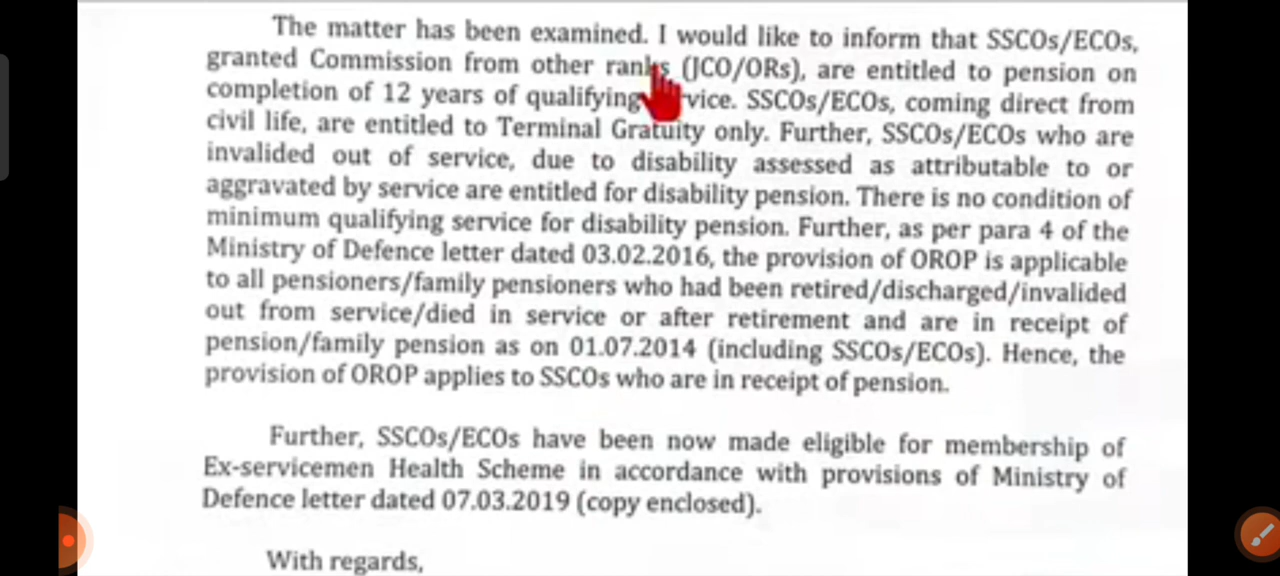 The matter has been examined. I would like to inform that SSCOs/ECOs,
granted Commission from other ranks (JCO/ORs), are entitled to pension on
completion of 12 years of qualifying rvice. SSCOs/ECOs, coming direct from
civil life, are entitled to Terminal Gratuity only. Further, SSCOs/ECOs who are
invalided out of service, due to disability assessed as attributable to or
aggravated by service are entitled for disability pension. There is no condition of
minimum qualifying service for disability pension. Further, as per para 4 of the
Ministry of Defence letter dated 03.02.2016, the provision of OROP is applicable
to all pensioners/family pensioners who had been retired/discharged/invalided
out from service/died in service or after retirement and are in receipt of
pension/family pension as on 01.07.2014 (including SSCOs/ECOs). Hence, the
provision of OROP applies to SSCOs who are in receipt of pension.
Further, SSCOs/ECOs have been now made eligible for membership of
Ex-servicemen Health Scheme in accordance with provisions of Ministry of
Defence letter dated 07.03.2019 (copy enclosed).
With regards,